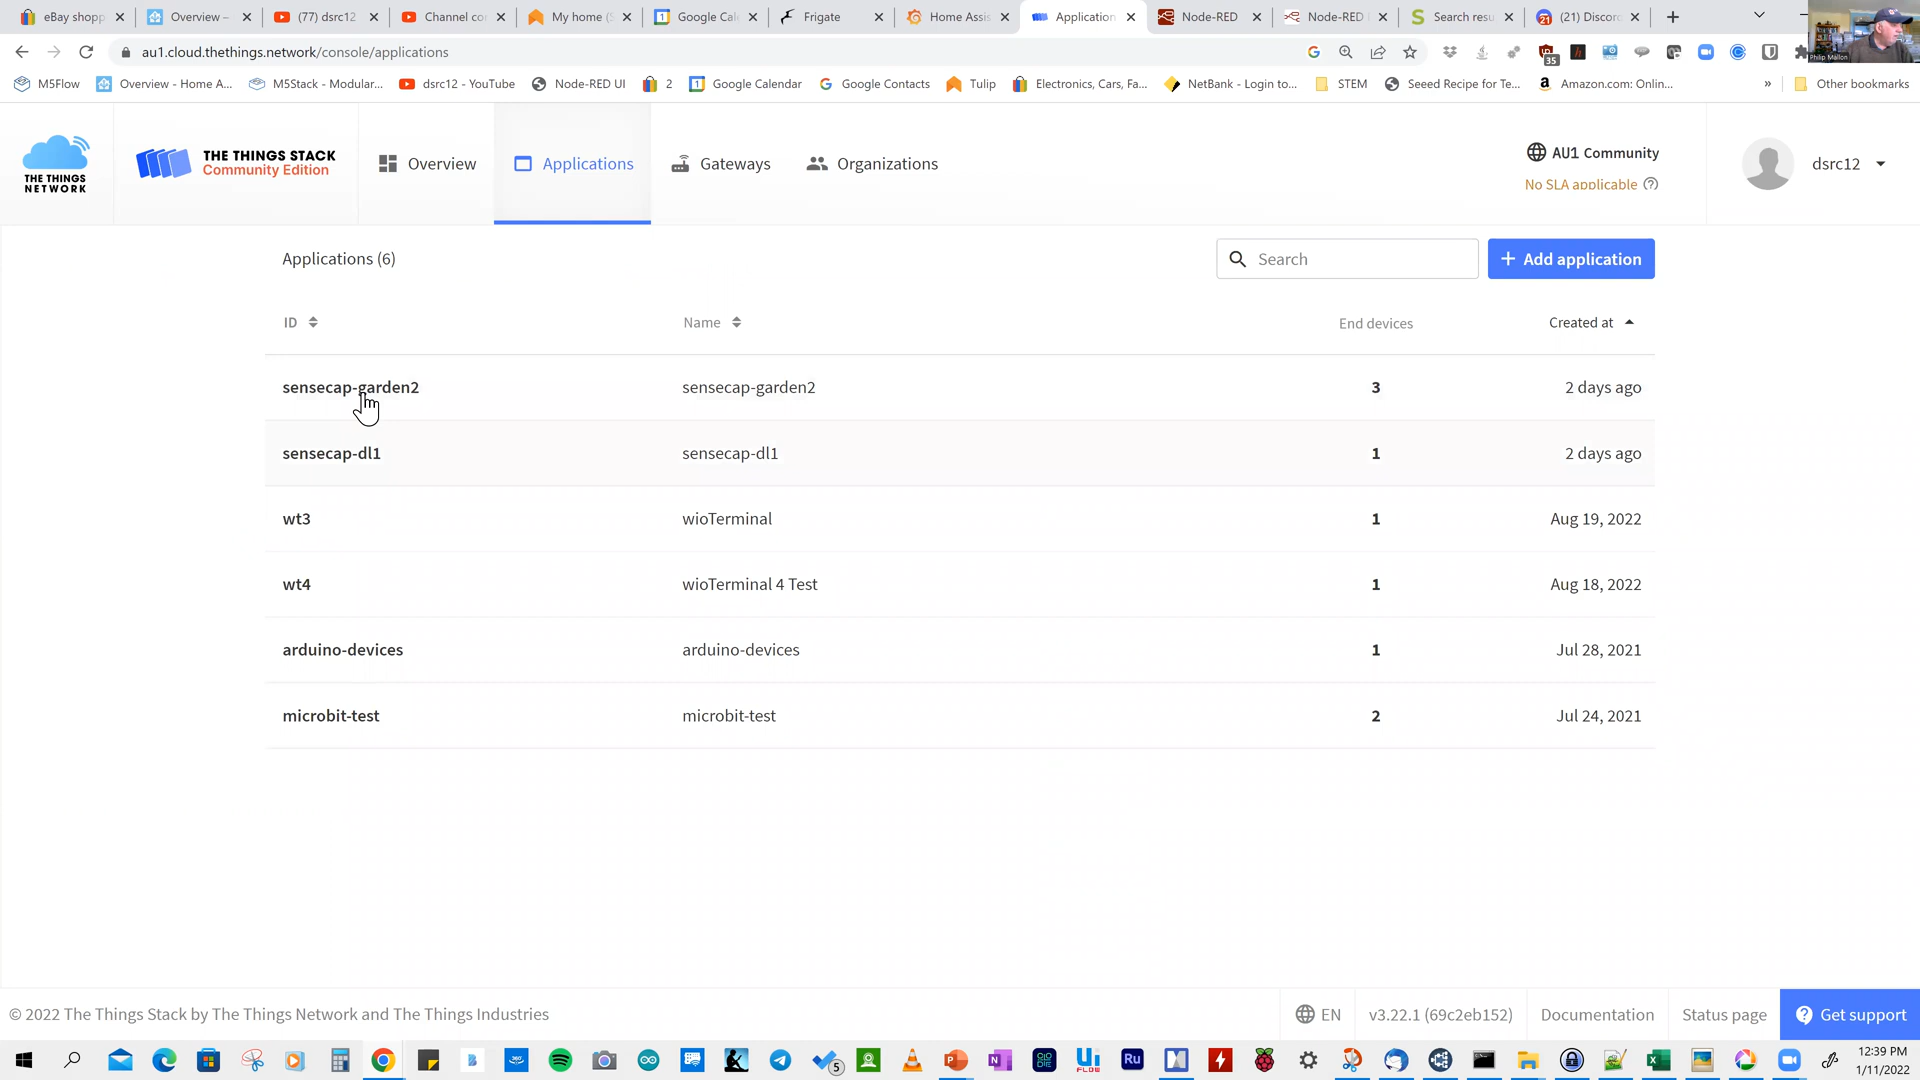 eBay shopp
Overview –
(77) dsrc12
Channel co
My home (S
Google Cal
Frigate
Home Assis
Application
Node-RED
Node-RED
Search resu
(21) Discor
au1.cloud.thethings.network/console/applications
35
Philip Mallon
M5Flow
Overview - Home A...
M5Stack - Modular...
dsrc12 - YouTube
Node-RED UI
2
Google Calendar
Google Contacts
Tulip
Electronics, Cars, Fa...
NetBank - Login to...
STEM
Seeed Recipe for Te...
Amazon.com: Onlin...
»
Other bookmarks
THE THINGS
NETWORK
THE THINGS STACK
Community Edition
Overview
Applications
Gateways
Organizations
AU1 Community
No SLA applicable
dsrc12
Applications (6)
Search
+ Add application
ID
Name
End devices
Created at
sensecap-garden2 sensecap-garden2 3 2 days ago
sensecap-dl1 sensecap-dl1 1 2 days ago
wt3 wioTerminal 1 Aug 19, 2022
wt4 wioTerminal 4 Test 1 Aug 18, 2022
arduino-devices arduino-devices 1 Jul 28, 2021
microbit-test microbit-test 2 Jul 24, 2021
© 2022 The Things Stack by The Things Network and The Things Industries
EN
v3.22.1 (69c2eb152)
Documentation
Status page
Get support
5
Ui
FLOW
Ru
12:39 PM
1/11/2022